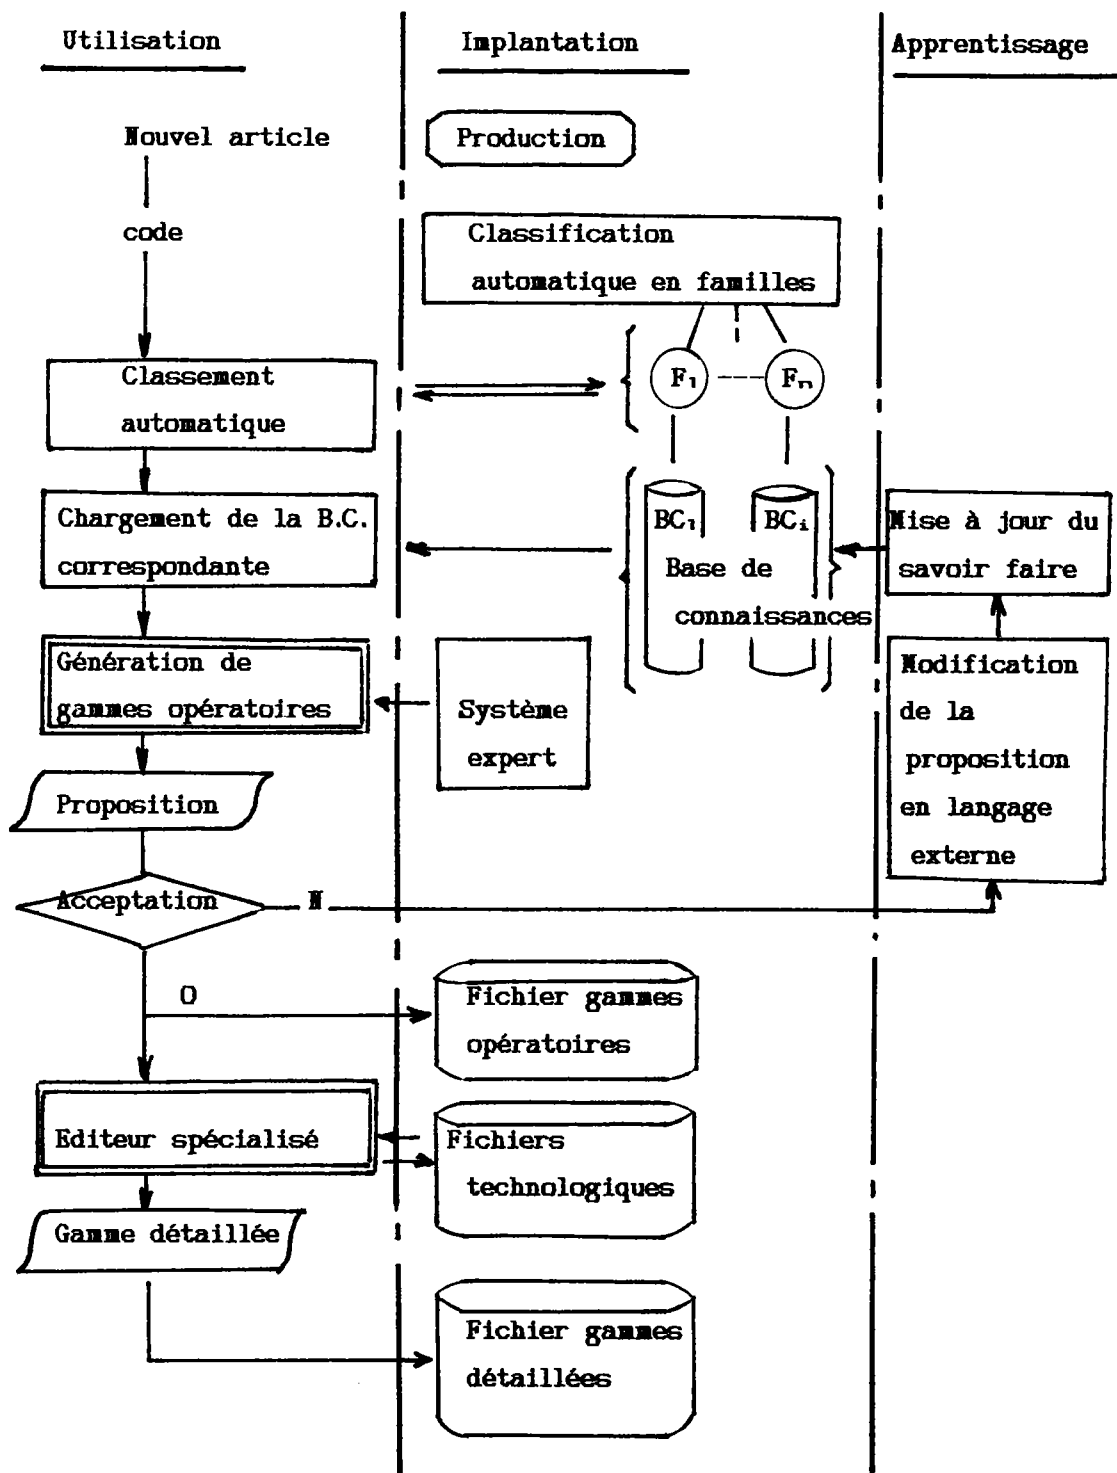 Utilisation
Implantation
Apprentissage
Nouvel article
Production
code
Classification
automatique en familles
Classement
automatique
F1
Fn
Chargement de la B.C.
correspondante
BC1
BCi
Base de
connaissances
Mise à jour du
savoir faire
Génération de
gammes opératoires
Système
expert
Modification
de la
proposition
en langage
externe
Proposition
Acceptation
N
O
Fichier gammes
opératoires
Editeur spécialisé
Fichiers
technologiques
Gamme détaillée
Fichier gammes
détaillées